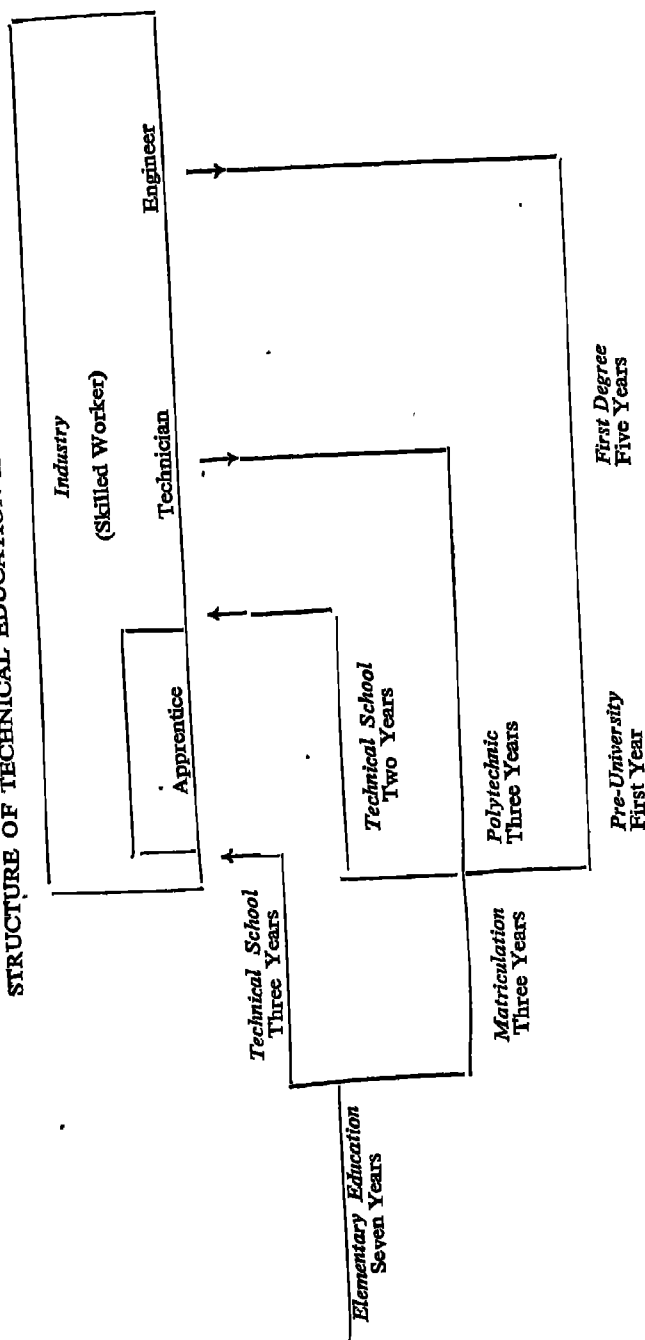 STRUCTURE OF TECHNICAL EDUCATION
Industry
(Skilled Worker)
Apprentice
Technician
Engineer
Technical School
Three Years
Technical School
Two Years
Elementary Education
Seven Years
Matriculation
Three Years
Polytechnic
Three Years
Pre-University
First Year
First Degree
Five Years